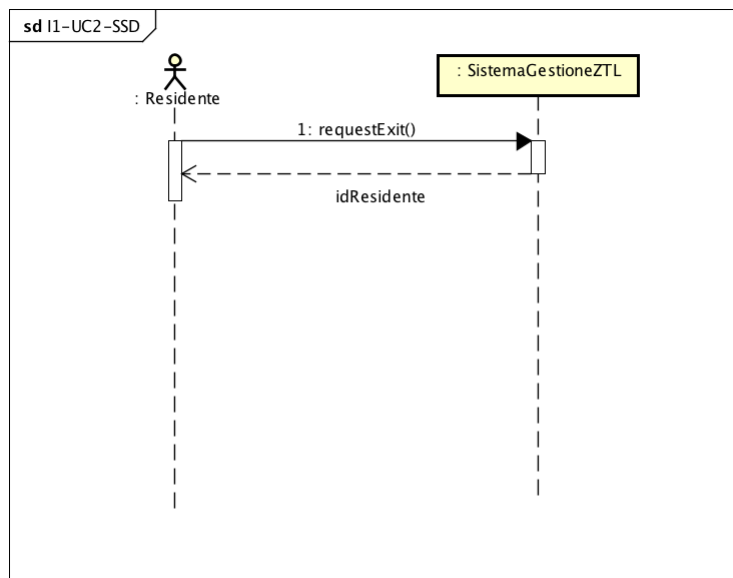 sd I1-UC2-SSD
: Residente
: SistemaGestioneZTL
1: requestExit()
idResidente